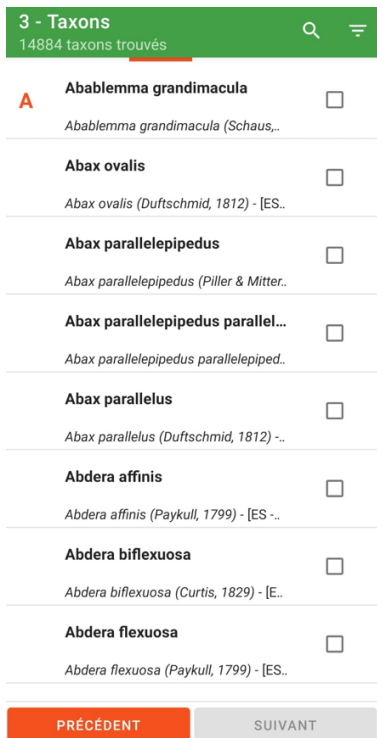 3 - Taxons
14884 taxons trouvés
A
Abablemma grandimacula
Abablemma grandimacula (Schaus,..
Abax ovalis
Abax ovalis (Duftschmid, 1812) - [ES..
Abax parallelepipedus
Abax parallelepipedus (Piller & Mitter..
Abax parallelepipedus parallel...
Abax parallelepipedus parallelepiped..
Abax parallelus
Abax parallelus (Duftschmid, 1812) -..
Abdera affinis
Abdera affinis (Paykull, 1799) - [ES -..
Abdera biflexuosa
Abdera biflexuosa (Curtis, 1829) - [E..
Abdera flexuosa
Abdera flexuosa (Paykull, 1799) - [ES..
PRÉCÉDENT
SUIVANT